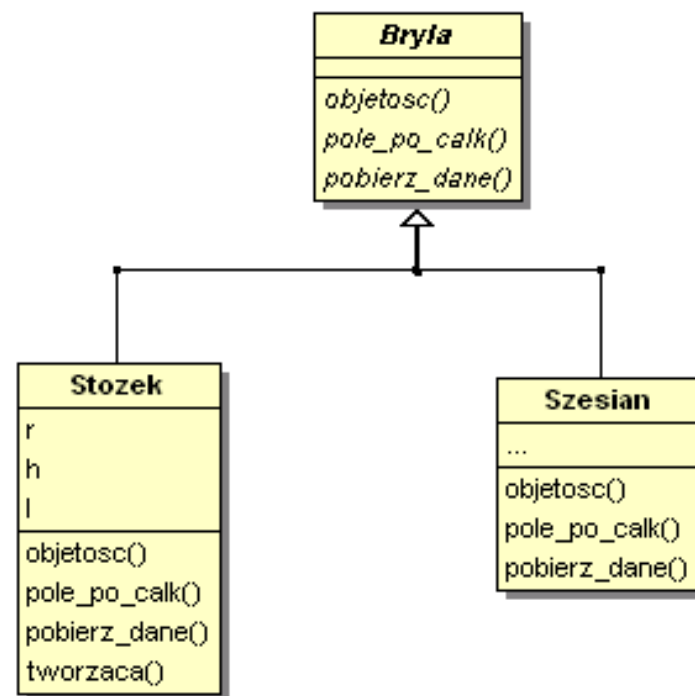 Bryla
objetosc()
pole_po_calk()
pobierz_dane()
Stozek
r
h
l
objetosc()
pole_po_calk()
pobierz_dane()
tworzaca()
Szesian
...
objetosc()
pole_po_calk()
pobierz_dane()